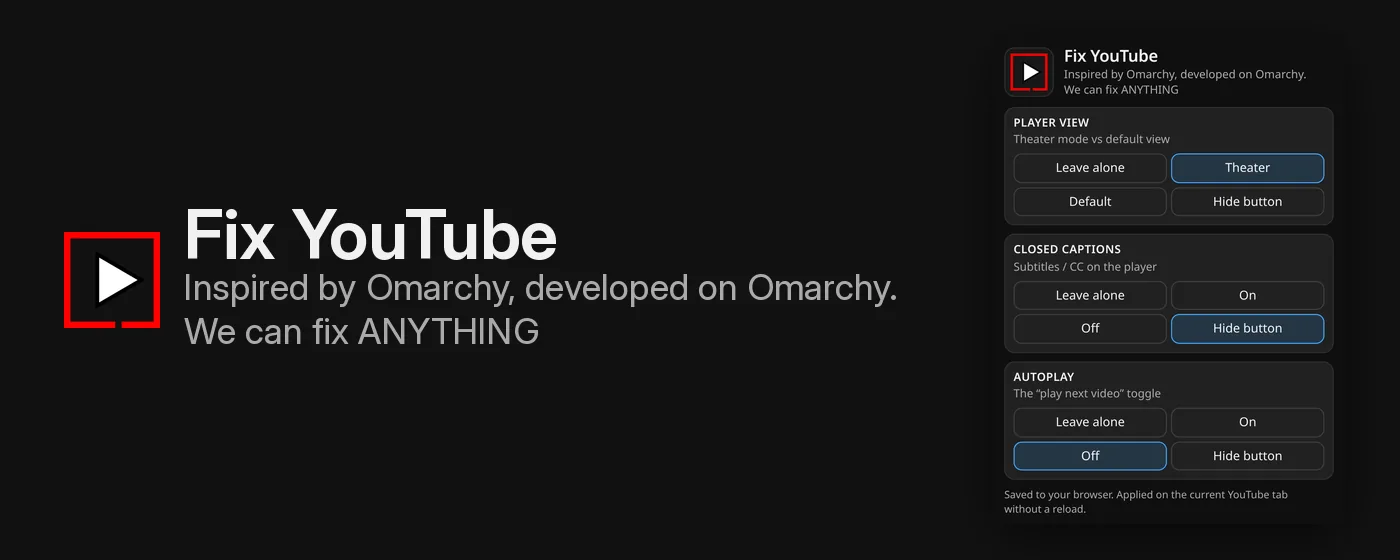 Fix YouTube
Inspired by Omarchy, developed on Omarchy.
We can fix ANYTHING
Fix YouTube
Inspired by Omarchy, developed on Omarchy.
We can fix ANYTHING
PLAYER VIEW
Theater mode vs default view
Leave alone
Theater
Default
Hide button
CLOSED CAPTIONS
Subtitles / CC on the player
Leave alone
On
Off
Hide button
AUTOPLAY
The “play next video” toggle
Leave alone
On
Off
Hide button
Saved to your browser. Applied on the current YouTube tab
without a reload.